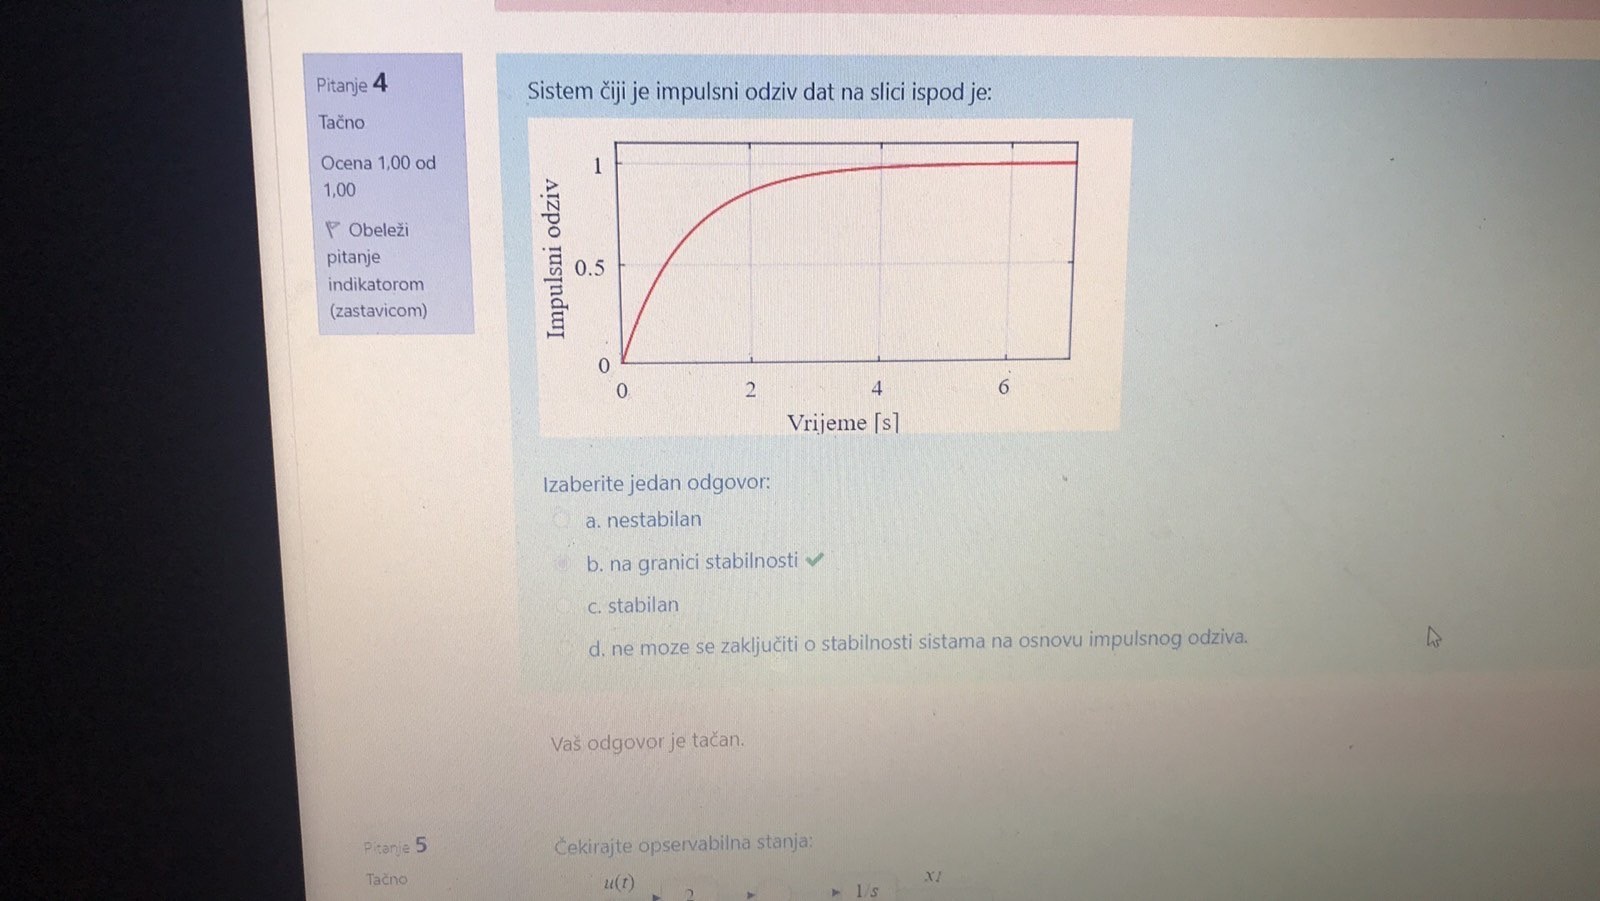 Pitanje 4
Tačno
Ocena 1,00 od
1,00
Obeleži
pitanje
indikatorom
(zastavicom)
Sistem čiji je impulsni odziv dat na slici ispod je:
Impulsni odziv
1
0.5
0
0 2 4 6
Vrijeme [s]
Izaberite jedan odgovor:
a. nestabilan
b. na granici stabilnosti
c. stabilan
d. ne moze se zaključiti o stabilnosti sistama na osnovu impulsnog odziva.
Vaš odgovor je tačan.
Pitanje 5
Tačno
Čekirajte opservabilna stanja:
u(t)
2
1/s
x1